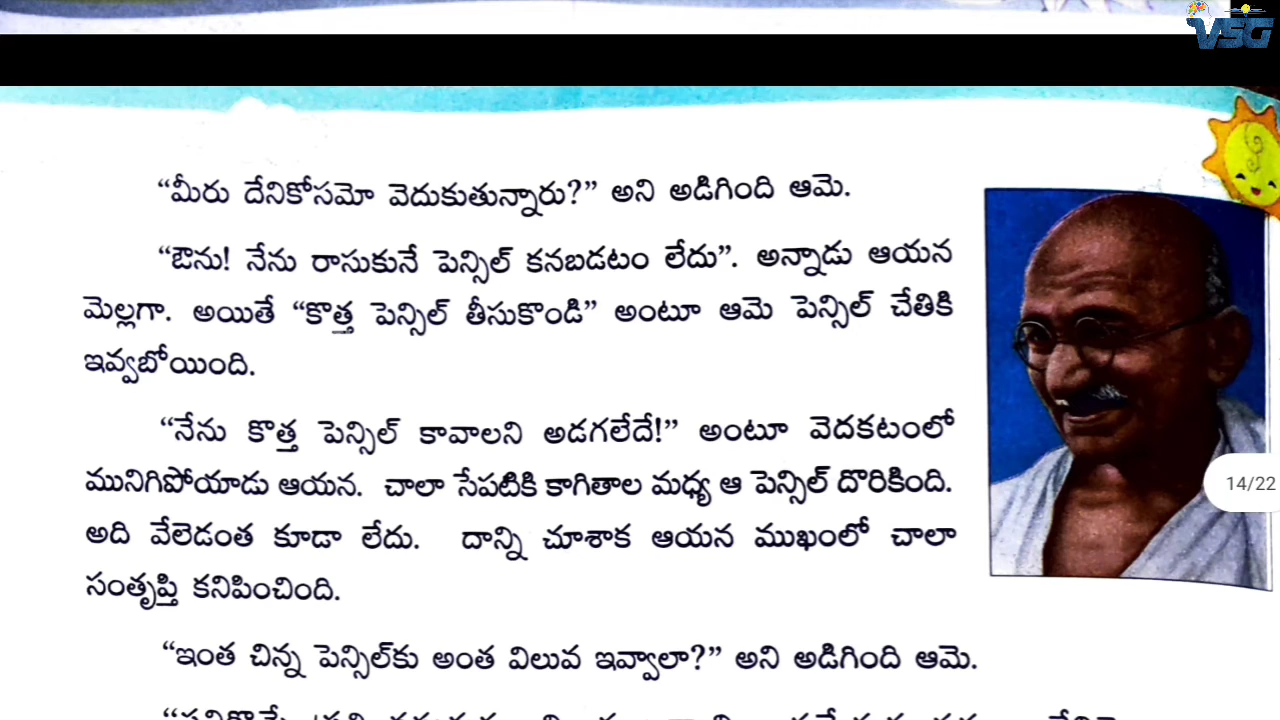 VSG
“మీరు దేనికోసమో వెదుకుతున్నారు?” అని అడిగింది ఆమె.
“ఔను! నేను రాసుకునే పెన్సిల్ కనబడటం లేదు”. అన్నాడు ఆయన
మెల్లగా. అయితే “కొత్త పెన్సిల్ తీసుకొండి” అంటూ ఆమె పెన్సిల్ చేతికి
ఇవ్వబోయింది.
“నేను కొత్త పెన్సిల్ కావాలని అడగలేదే!” అంటూ వెదకటంలో
మునిగిపోయాడు ఆయన. చాలా సేపటికి కాగితాల మధ్య ఆ పెన్సిల్ దొరికింది.
14/22
అది వేలెడంత కూడా లేదు. దాన్ని చూశాక ఆయన ముఖంలో చాలా
సంతృప్తి కనిపించింది.
“ఇంత చిన్న పెన్సిల్‌కు అంత విలువ ఇవ్వాలా?” అని అడిగింది ఆమె.